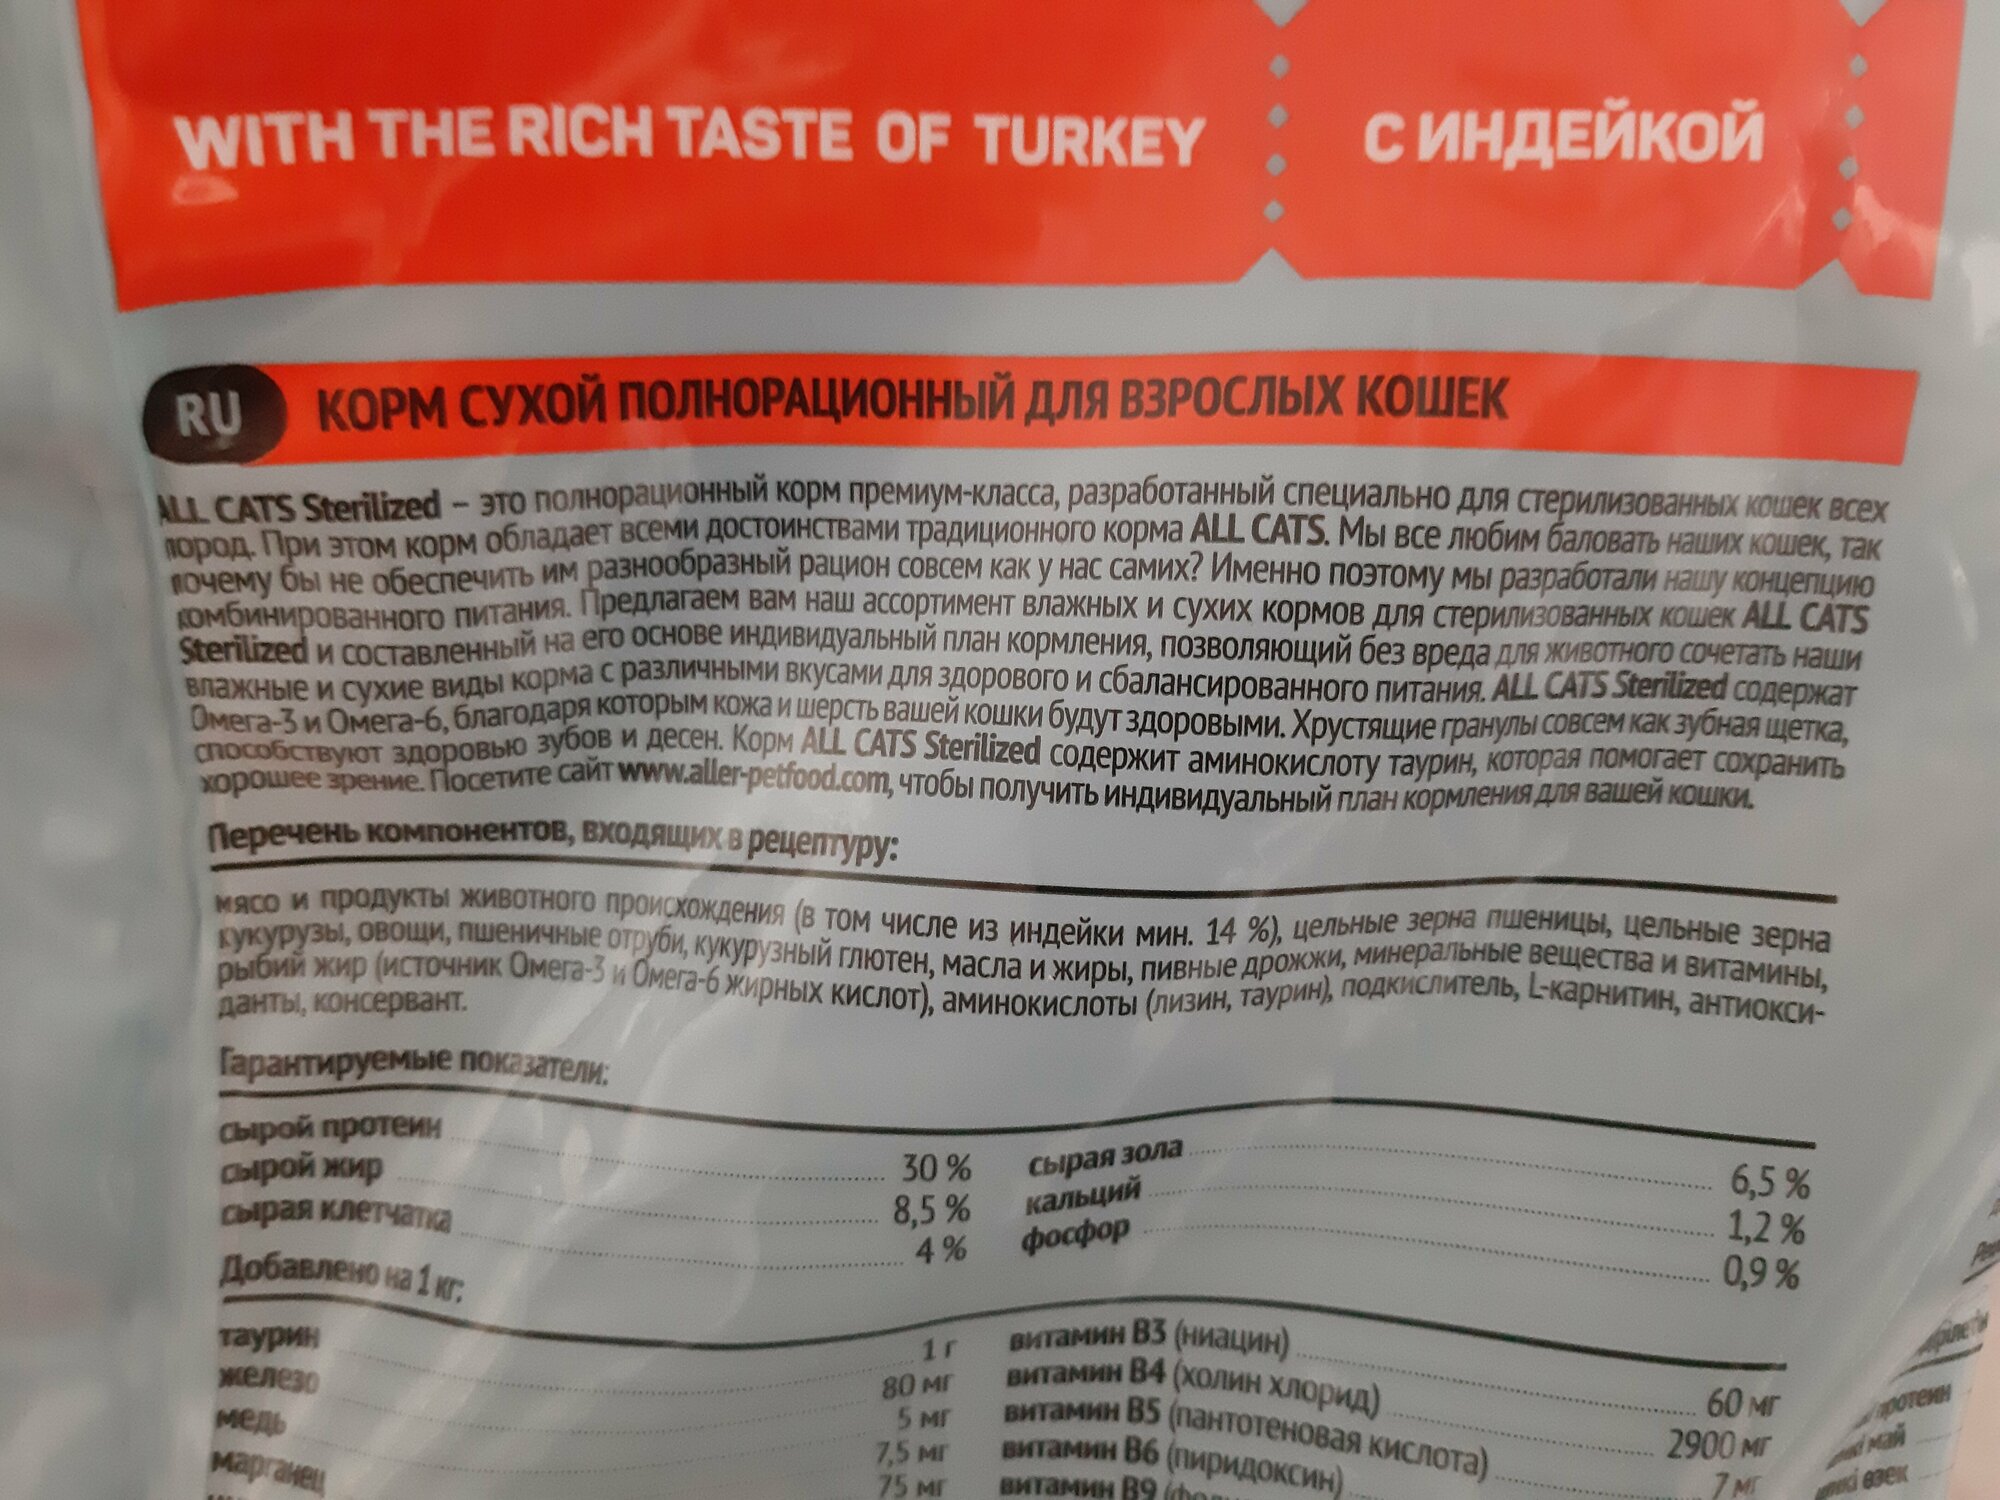 WITH THE RICH TASTE OF TURKEY
С ИНДЕЙКОЙ
RU
КОРМ СУХОЙ ПОЛНОРАЦИОННЫЙ ДЛЯ ВЗРОСЛЫХ КОШЕК
ALL CATS Sterilized – это полнорационный корм премиум-класса, разработанный специально для стерилизованных кошек всех
пород. При этом корм обладает всеми достоинствами традиционного корма ALL CATS. Мы все любим баловать наших кошек, так
почему бы не обеспечить им разнообразный рацион совсем как у нас самих? Именно поэтому мы разработали нашу концепцию
комбинированного питания. Предлагаем вам наш ассортимент влажных и сухих кормов для стерилизованных кошек ALL CATS
Sterilized и составленный на его основе индивидуальный план кормления, позволяющий без вреда для животного сочетать наши
влажные и сухие виды корма с различными вкусами для здорового и сбалансированного питания. ALL CATS Sterilized содержат
Омега-3 и Омега-6, благодаря которым кожа и шерсть вашей кошки будут здоровыми. Хрустящие гранулы совсем как зубная щетка,
способствуют здоровью зубов и десен. Корм ALL CATS Sterilized содержит аминокислоту таурин, которая помогает сохранить
хорошее зрение. Посетите сайт www.aller-petfood.com, чтобы получить индивидуальный план кормления для вашей кошки.
Перечень компонентов, входящих в рецептуру:
мясо и продукты животного происхождения (в том числе из индейки мин. 14 %), цельные зерна пшеницы, цельные зерна
кукурузы, овощи, пшеничные отруби, кукурузный глютен, масла и жиры, пивные дрожжи, минеральные вещества и витамины,
рыбий жир (источник Омега-3 и Омега-6 жирных кислот), аминокислоты (лизин, таурин), подкислитель, L-карнитин, антиокси-
данты, консервант.
Гарантируемые показатели:
сырой протеин 30 %
сырой жир 8,5 %
сырая клетчатка 4 %
сырая зола 6,5 %
кальций 1,2 %
фосфор 0,9 %
Добавлено на 1 кг:
таурин 1 г
железо 80 мг
медь 5 мг
марганец 7,5 мг
75 мг
витамин В3 (ниацин) 60 мг
витамин В4 (холин хлорид) 2900 мг
витамин В5 (пантотеновая кислота) 7 мг
витамин В6 (пиридоксин)
витамин В9
протеин
май